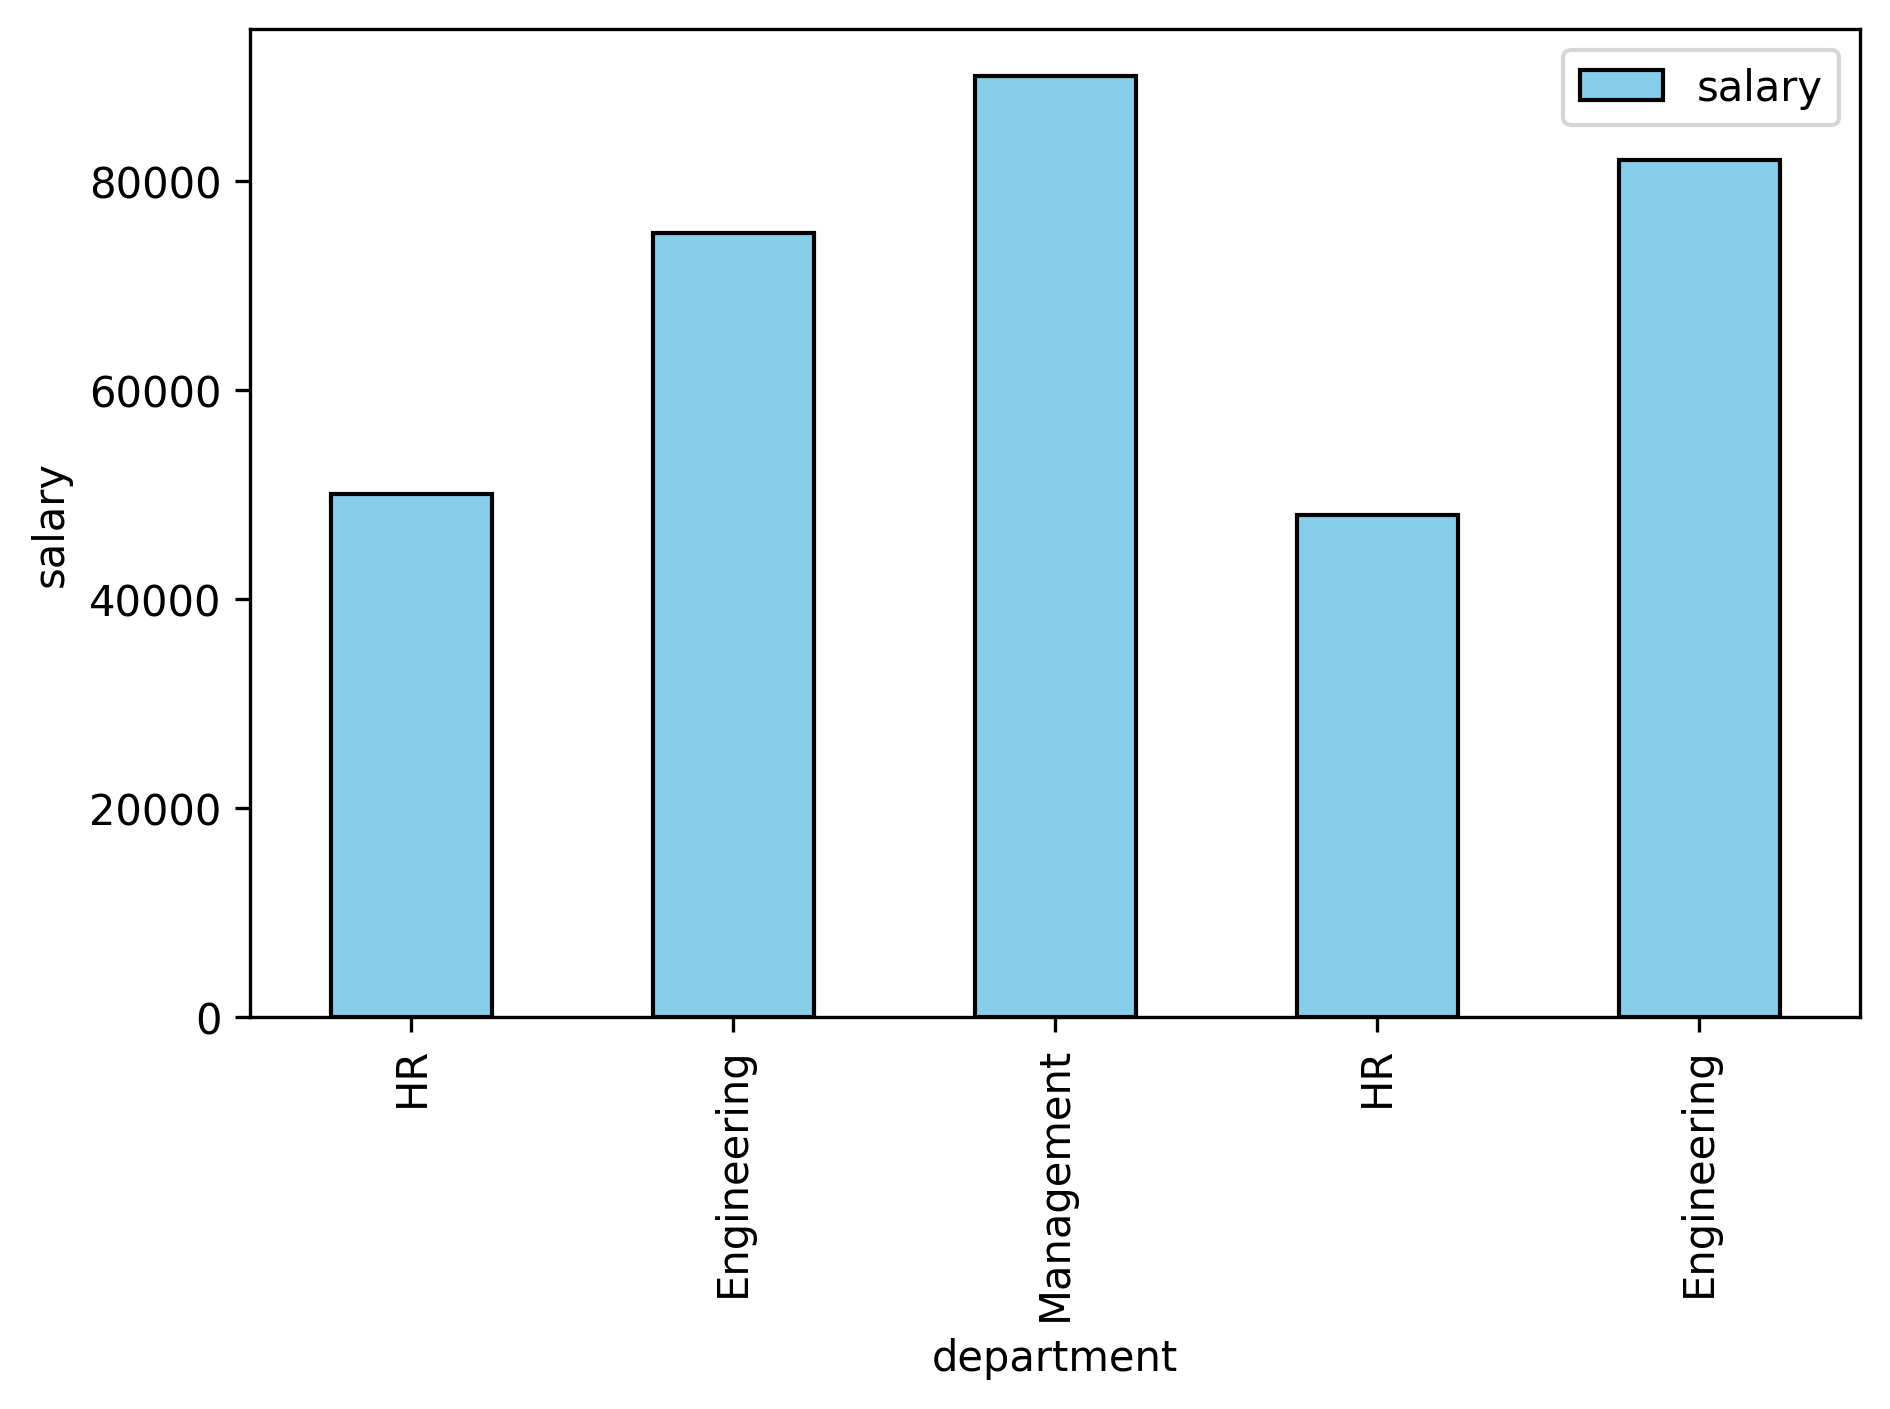 salary
80000
60000
40000
20000
0
salary
HR
Engineering
Management
HR
Engineering
department